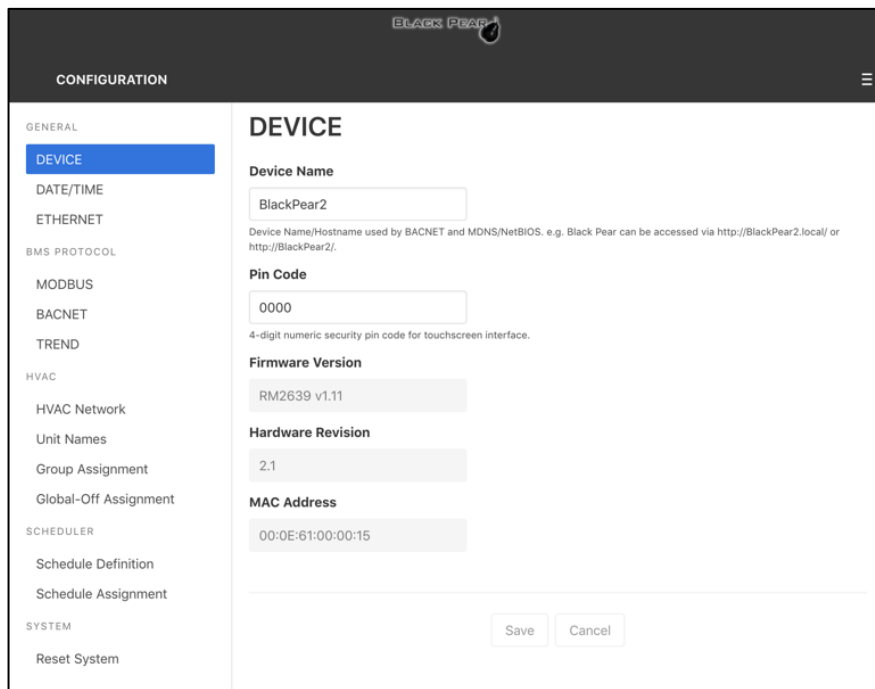 BLACK PEAR
CONFIGURATION
GENERAL
DEVICE
DATE/TIME
ETHERNET
BMS PROTOCOL
MODBUS
BACNET
TREND
HVAC
HVAC Network
Unit Names
Group Assignment
Global-Off Assignment
SCHEDULER
Schedule Definition
Schedule Assignment
SYSTEM
Reset System
DEVICE
Device Name
BlackPear2
Device Name/Hostname used by BACNET and MDNS/NetBIOS. e.g. Black Pear can be accessed via http://BlackPear2.local/ or
http://BlackPear2/.
Pin Code
0000
4-digit numeric security pin code for touchscreen interface.
Firmware Version
RM2639 v1.11
Hardware Revision
2.1
MAC Address
00:0E:61:00:00:15
Save Cancel